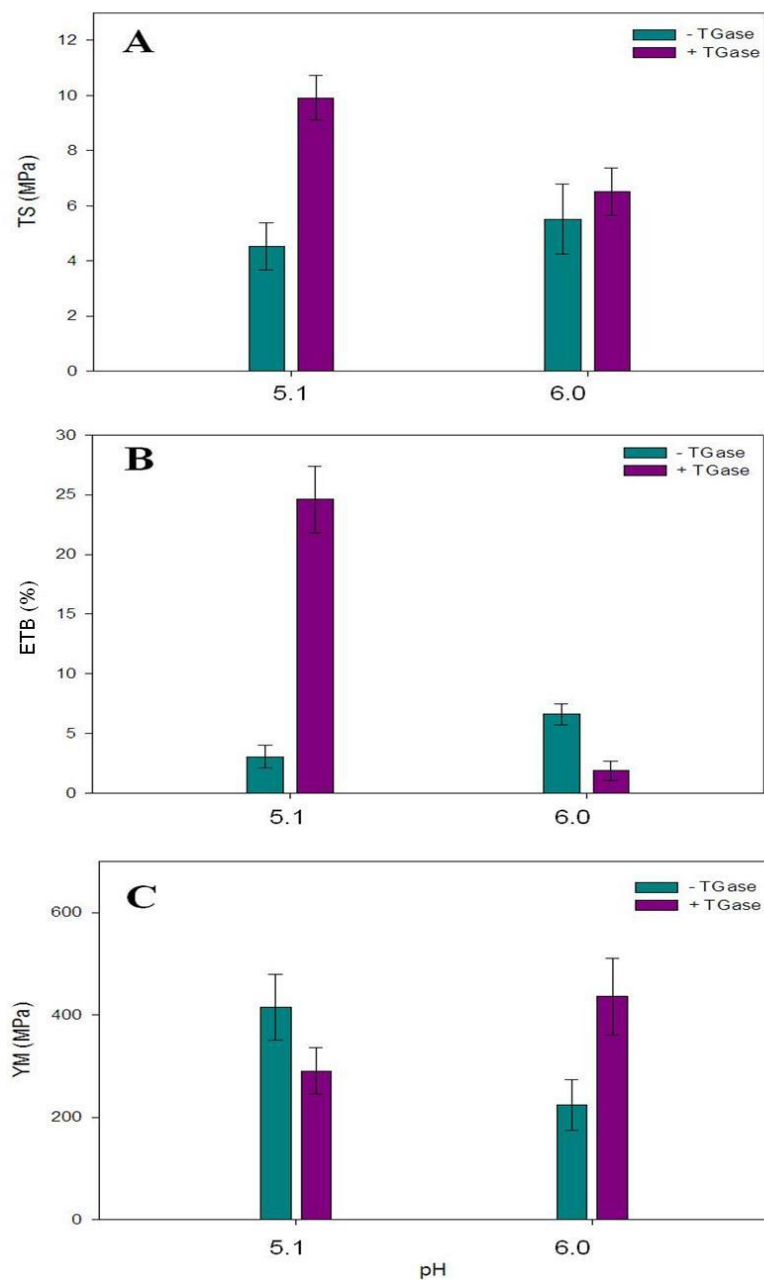 A
- TGase
+ TGase
12
10
8
6
4
2
0
TS (MPa)
5.1
6.0
B
- TGase
+ TGase
30
25
20
15
10
5
0
ETB (%)
5.1
6.0
C
- TGase
+ TGase
600
400
200
0
YM (MPa)
5.1
6.0
pH